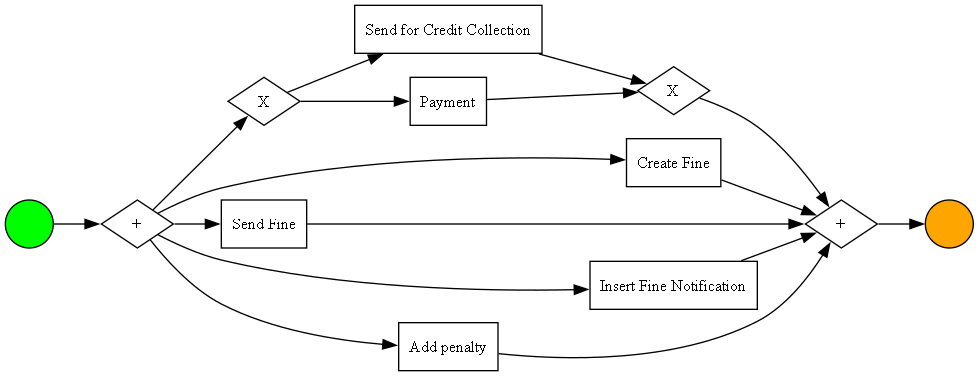 Send for Credit Collection
X
X
Payment
Create Fine
+
Send Fine
+
Insert Fine Notification
Add penalty